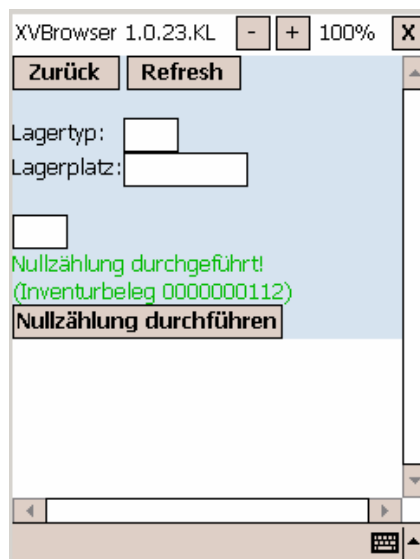 XVBrowser 1.0.23.KL - + 100% X
Zurück Refresh
Lagertyp:
Lagerplatz:
Nullzählung durchgeführt!
(Inventurbeleg 0000000112)
Nullzählung durchführen